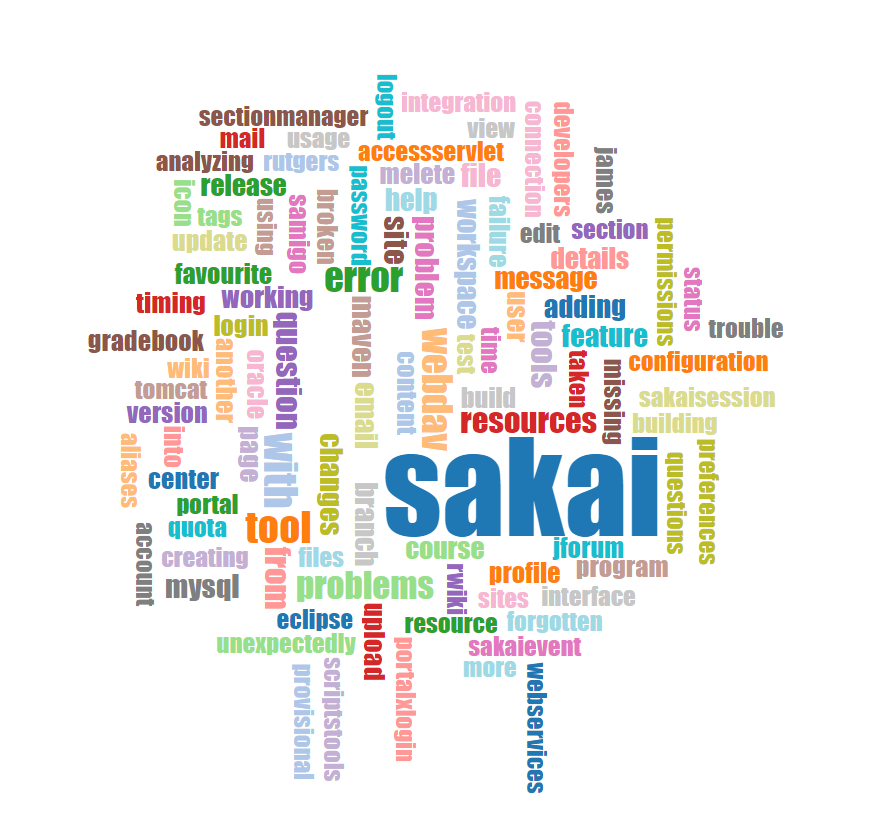 logout
integration
sectionmanager
connection
developers
view
mail
usage
accessservlet
james
analyzing
rutgers
password
melete
file
icon
release
help
using
samigo
broken
workspace
failure
tags
site
problem
edit
section
permissions
update
details
favourite
error
message
status
timing
working
user
adding
login
question
maven
webdav
test
time
tools
feature
trouble
gradebook
another
oracle
content
taken
missing
configuration
wiki
tomcat
email
build
sakaisession
version
resources
building
aliases
into
page
with
changes
sakai
questions
preferences
center
branch
portal
quota
tool
account
course
jforum
creating
from
files
rwiki
profile
program
mysql
problems
sites
interface
eclipse
upload
resource
forgotten
unexpectedly
portalxlogin
sakaievent
provisional
scriptstools
more
webservices